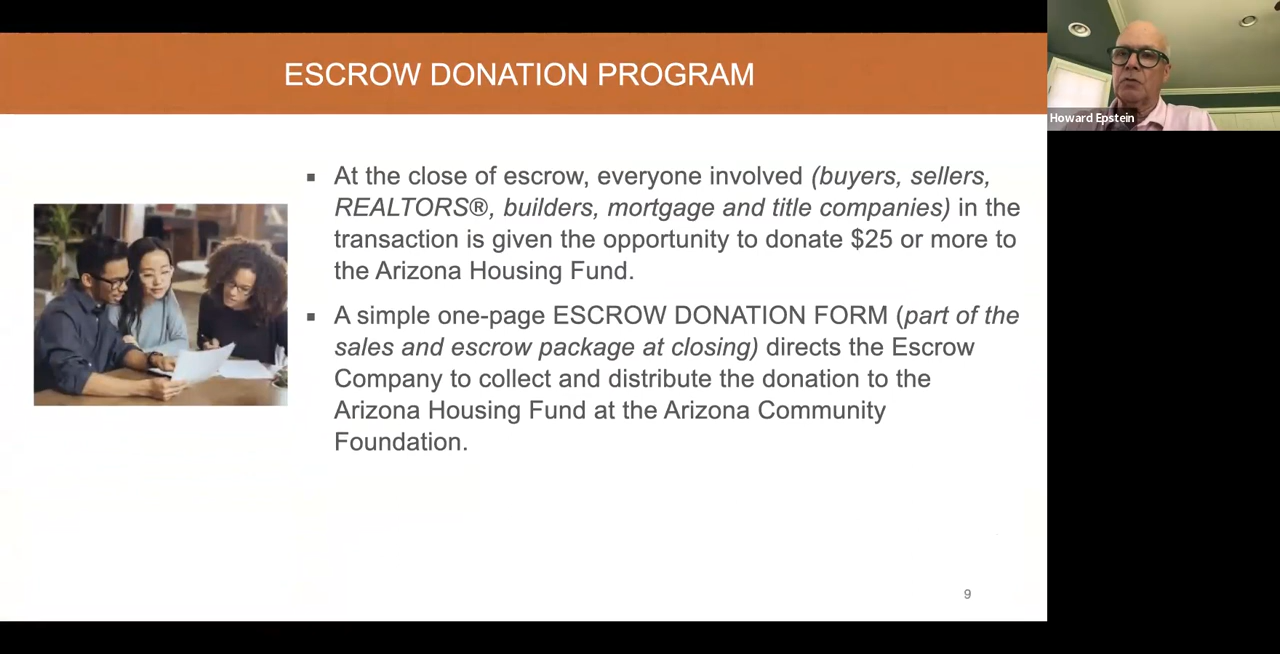 ESCROW DONATION PROGRAM
Howard Epstein
▪ At the close of escrow, everyone involved (buyers, sellers,
REALTORS®, builders, mortgage and title companies) in the
transaction is given the opportunity to donate $25 or more to
the Arizona Housing Fund.
▪ A simple one-page ESCROW DONATION FORM (part of the
sales and escrow package at closing) directs the Escrow
Company to collect and distribute the donation to the
Arizona Housing Fund at the Arizona Community
Foundation.
9